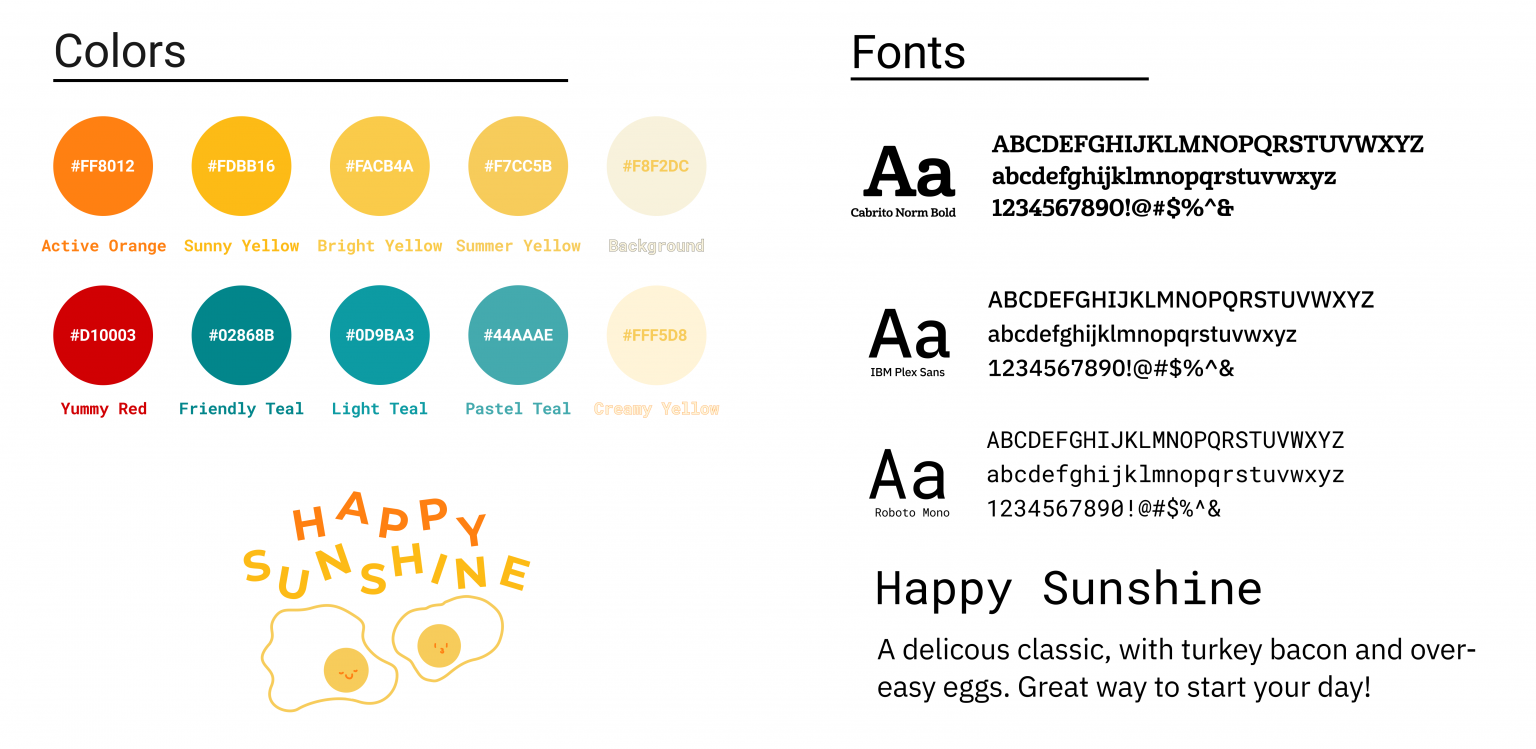 Colors
#FF8012 #FDBB16 #FACB4A #F7CC5B #F8F2DC
Active Orange Sunny Yellow Bright Yellow Summer Yellow Background
#D10003 #02868B #0D9BA3 #44AAAE #FFF5D8
Yummy Red Friendly Teal Light Teal Pastel Teal Creamy Yellow
HAPPY
SUNSHINE
Fonts
Aa
Cabrito Norm Bold
ABCDEFGHIJKLMNOPQRSTUVWXYZ
abcdefghijklmnopqrstuvwxyz
1234567890!@#$%^&
Aa
IBM Plex Sans
ABCDEFGHIJKLMNOPQRSTUVWXYZ
abcdefghijklmnopqrstuvwxyz
1234567890!@#$%^&
Aa
Roboto Mono
ABCDEFGHIJKLMNOPQRSTUVWXYZ
abcdefghijklmnopqrstuvwxyz
1234567890!@#$%^&
Happy Sunshine
A delicous classic, with turkey bacon and over-
easy eggs. Great way to start your day!